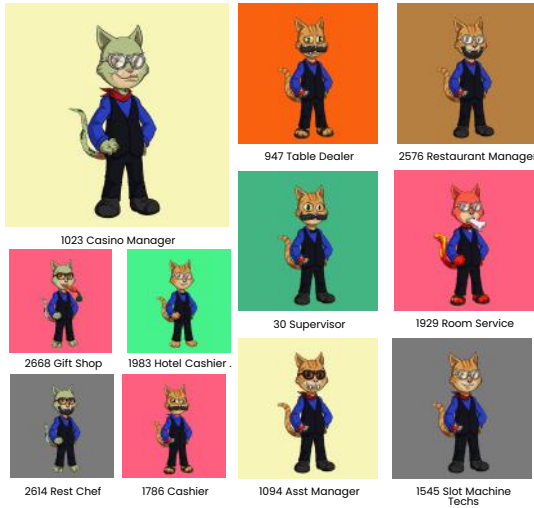 947 Table Dealer
2576 Restaurant Manager
1023 Casino Manager
30 Supervisor
1929 Room Service
2668 Gift Shop
1983 Hotel Cashier .
2614 Rest Chef
1786 Cashier
1094 Asst Manager
1545 Slot Machine
Techs